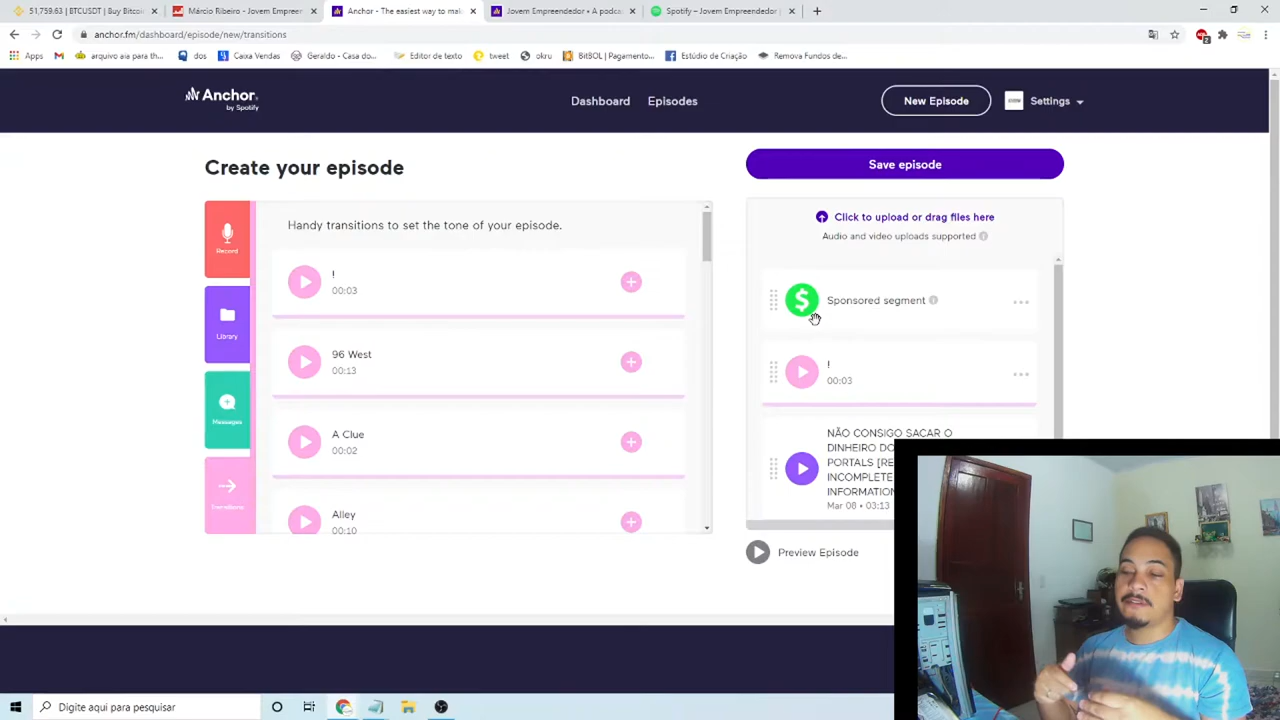 51,759.63 | BTCUSDT | Buy Bitco
Márcio Ribeiro - Jovem Empreer
Anchor - The easiest way to mak
Jovem Empreendedor • A podca
Spotify – Jovem Empreendedor
anchor.fm/dashboard/episode/new/transitions
Apps
arquivo aia para th...
dos
Caixa Vendas
Geraldo - Casa do...
Editor de texto
tweet
okru
BitBOL | Pagamento...
Estúdio de Criação
Remova Fundos de...
Anchor
by Spotify
Dashboard
Episodes
New Episode
Settings
Create your episode
Save episode
Record
Library
Messages
Transitions
Handy transitions to set the tone of your episode.
!
00:03
96 West
00:13
A Clue
00:02
Alley
00:10
Click to upload or drag files here
Audio and video uploads supported
Sponsored segment
!
00:03
NÃO CONSIGO SACAR O
DINHEIRO DO
PORTALS [RE
INCOMPLETE
INFORMATION
Mar 08 • 03:13
Preview Episode
Digite aqui para pesquisar